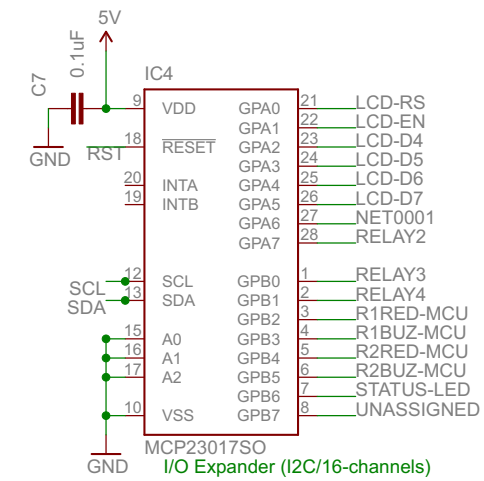 5V
C7
0.1uF
GND
IC4
9 VDD GPA0 21 LCD-RS
GPA1 22 LCD-EN
RST 18 RESET GPA2 23 LCD-D4
GPA3 24 LCD-D5
20 INTA GPA4 25 LCD-D6
19 INTB GPA5 26 LCD-D7
GPA6 27 NET0001
GPA7 28 RELAY2
SCL 12 SCL GPB0 1 RELAY3
SDA 13 SDA GPB1 2 RELAY4
GPB2 3 R1RED-MCU
15 A0 GPB3 4 R1BUZ-MCU
16 A1 GPB4 5 R2RED-MCU
17 A2 GPB5 6 R2BUZ-MCU
GPB6 7 STATUS-LED
10 VSS GPB7 8 UNASSIGNED
MCP23017SO
GND
I/O Expander (I2C/16-channels)